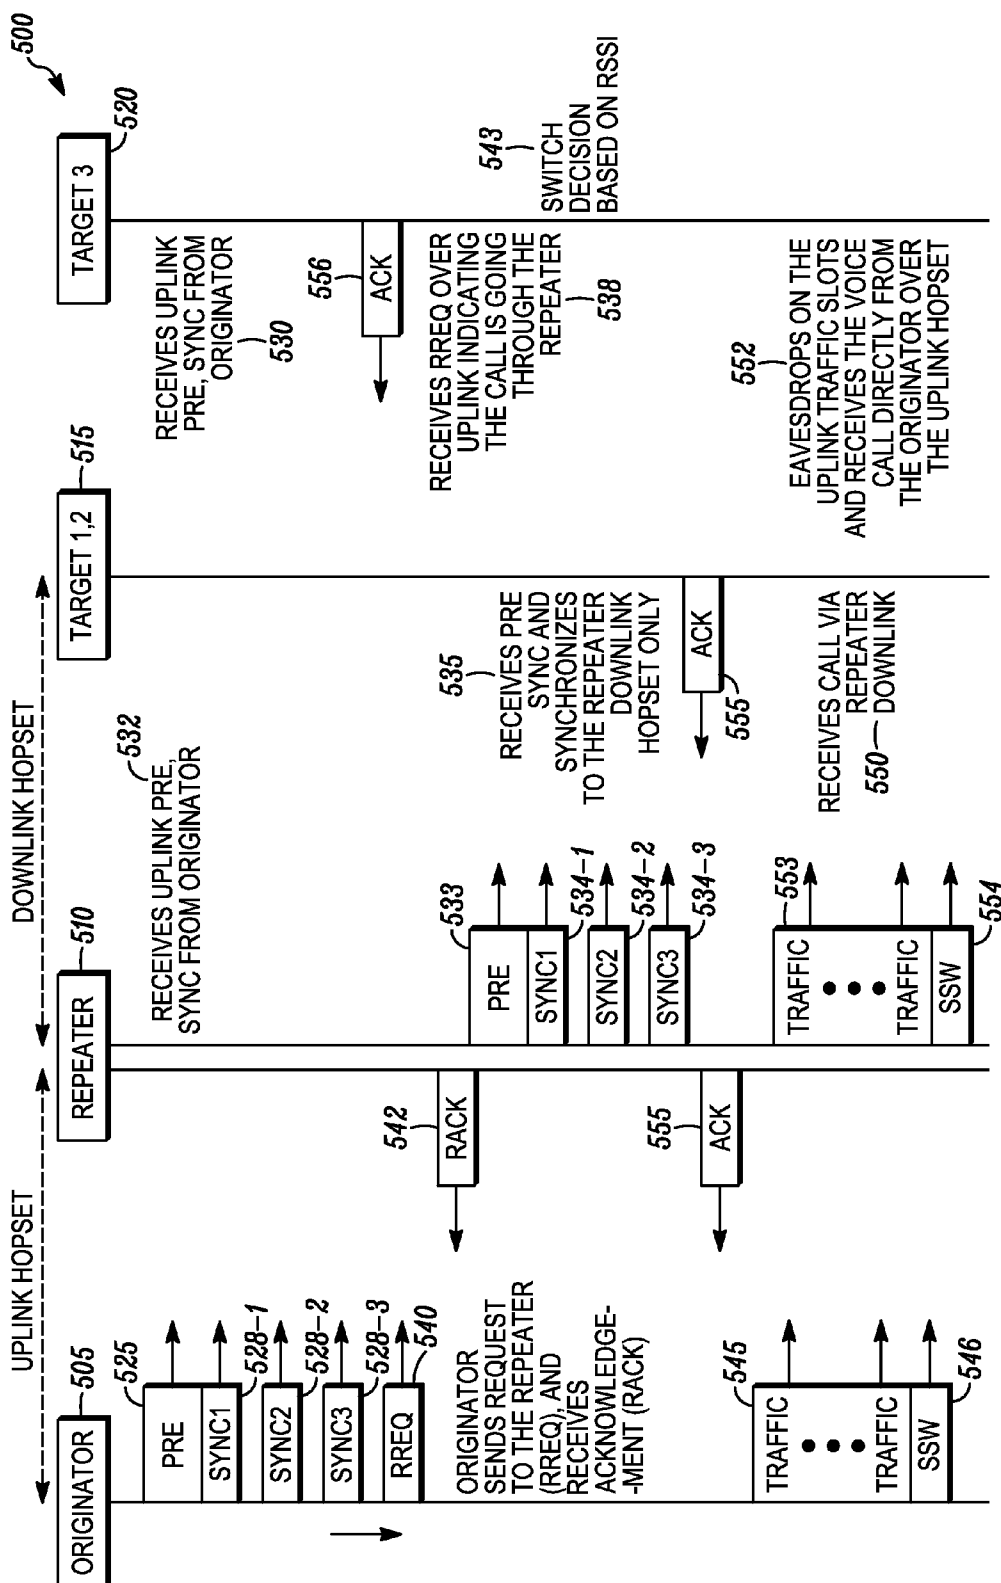 500
UPLINK HOPSET
DOWNLINK HOPSET
ORIGINATOR
505
REPEATER
510
TARGET 1,2
515
TARGET 3
520
525
PRE
SYNC1
528-1
SYNC2
528-2
SYNC3
528-3
RREQ
540
ORIGINATOR
SENDS REQUEST
TO THE REPEATER
(RREQ), AND
RECEIVES
ACKNOWLEDGE-
-MENT (RACK)
545
TRAFFIC
TRAFFIC
SSW
546
542
RACK
555
ACK
RECEIVES UPLINK PRE,
SYNC FROM ORIGINATOR
532
533
PRE
SYNC1
534-1
SYNC2
534-2
SYNC3
534-3
TRAFFIC
553
TRAFFIC
SSW
554
535
RECEIVES PRE
SYNC AND
SYNCHRONIZES
TO THE REPEATER
DOWNLINK
HOPSET ONLY
ACK
555
RECEIVES CALL VIA
REPEATER
DOWNLINK
550
RECEIVES UPLINK
PRE, SYNC FROM
ORIGINATOR
530
556
ACK
RECEIVES RREQ OVER
UPLINK INDICATING
THE CALL IS GOING
THROUGH THE
REPEATER
538
543
SWITCH
DECISION
BASED ON RSSI
552
EAVESDROPS ON THE
UPLINK TRAFFIC SLOTS
AND RECEIVES THE VOICE
CALL DIRECTLY FROM
THE ORIGINATOR OVER
THE UPLINK HOPSET